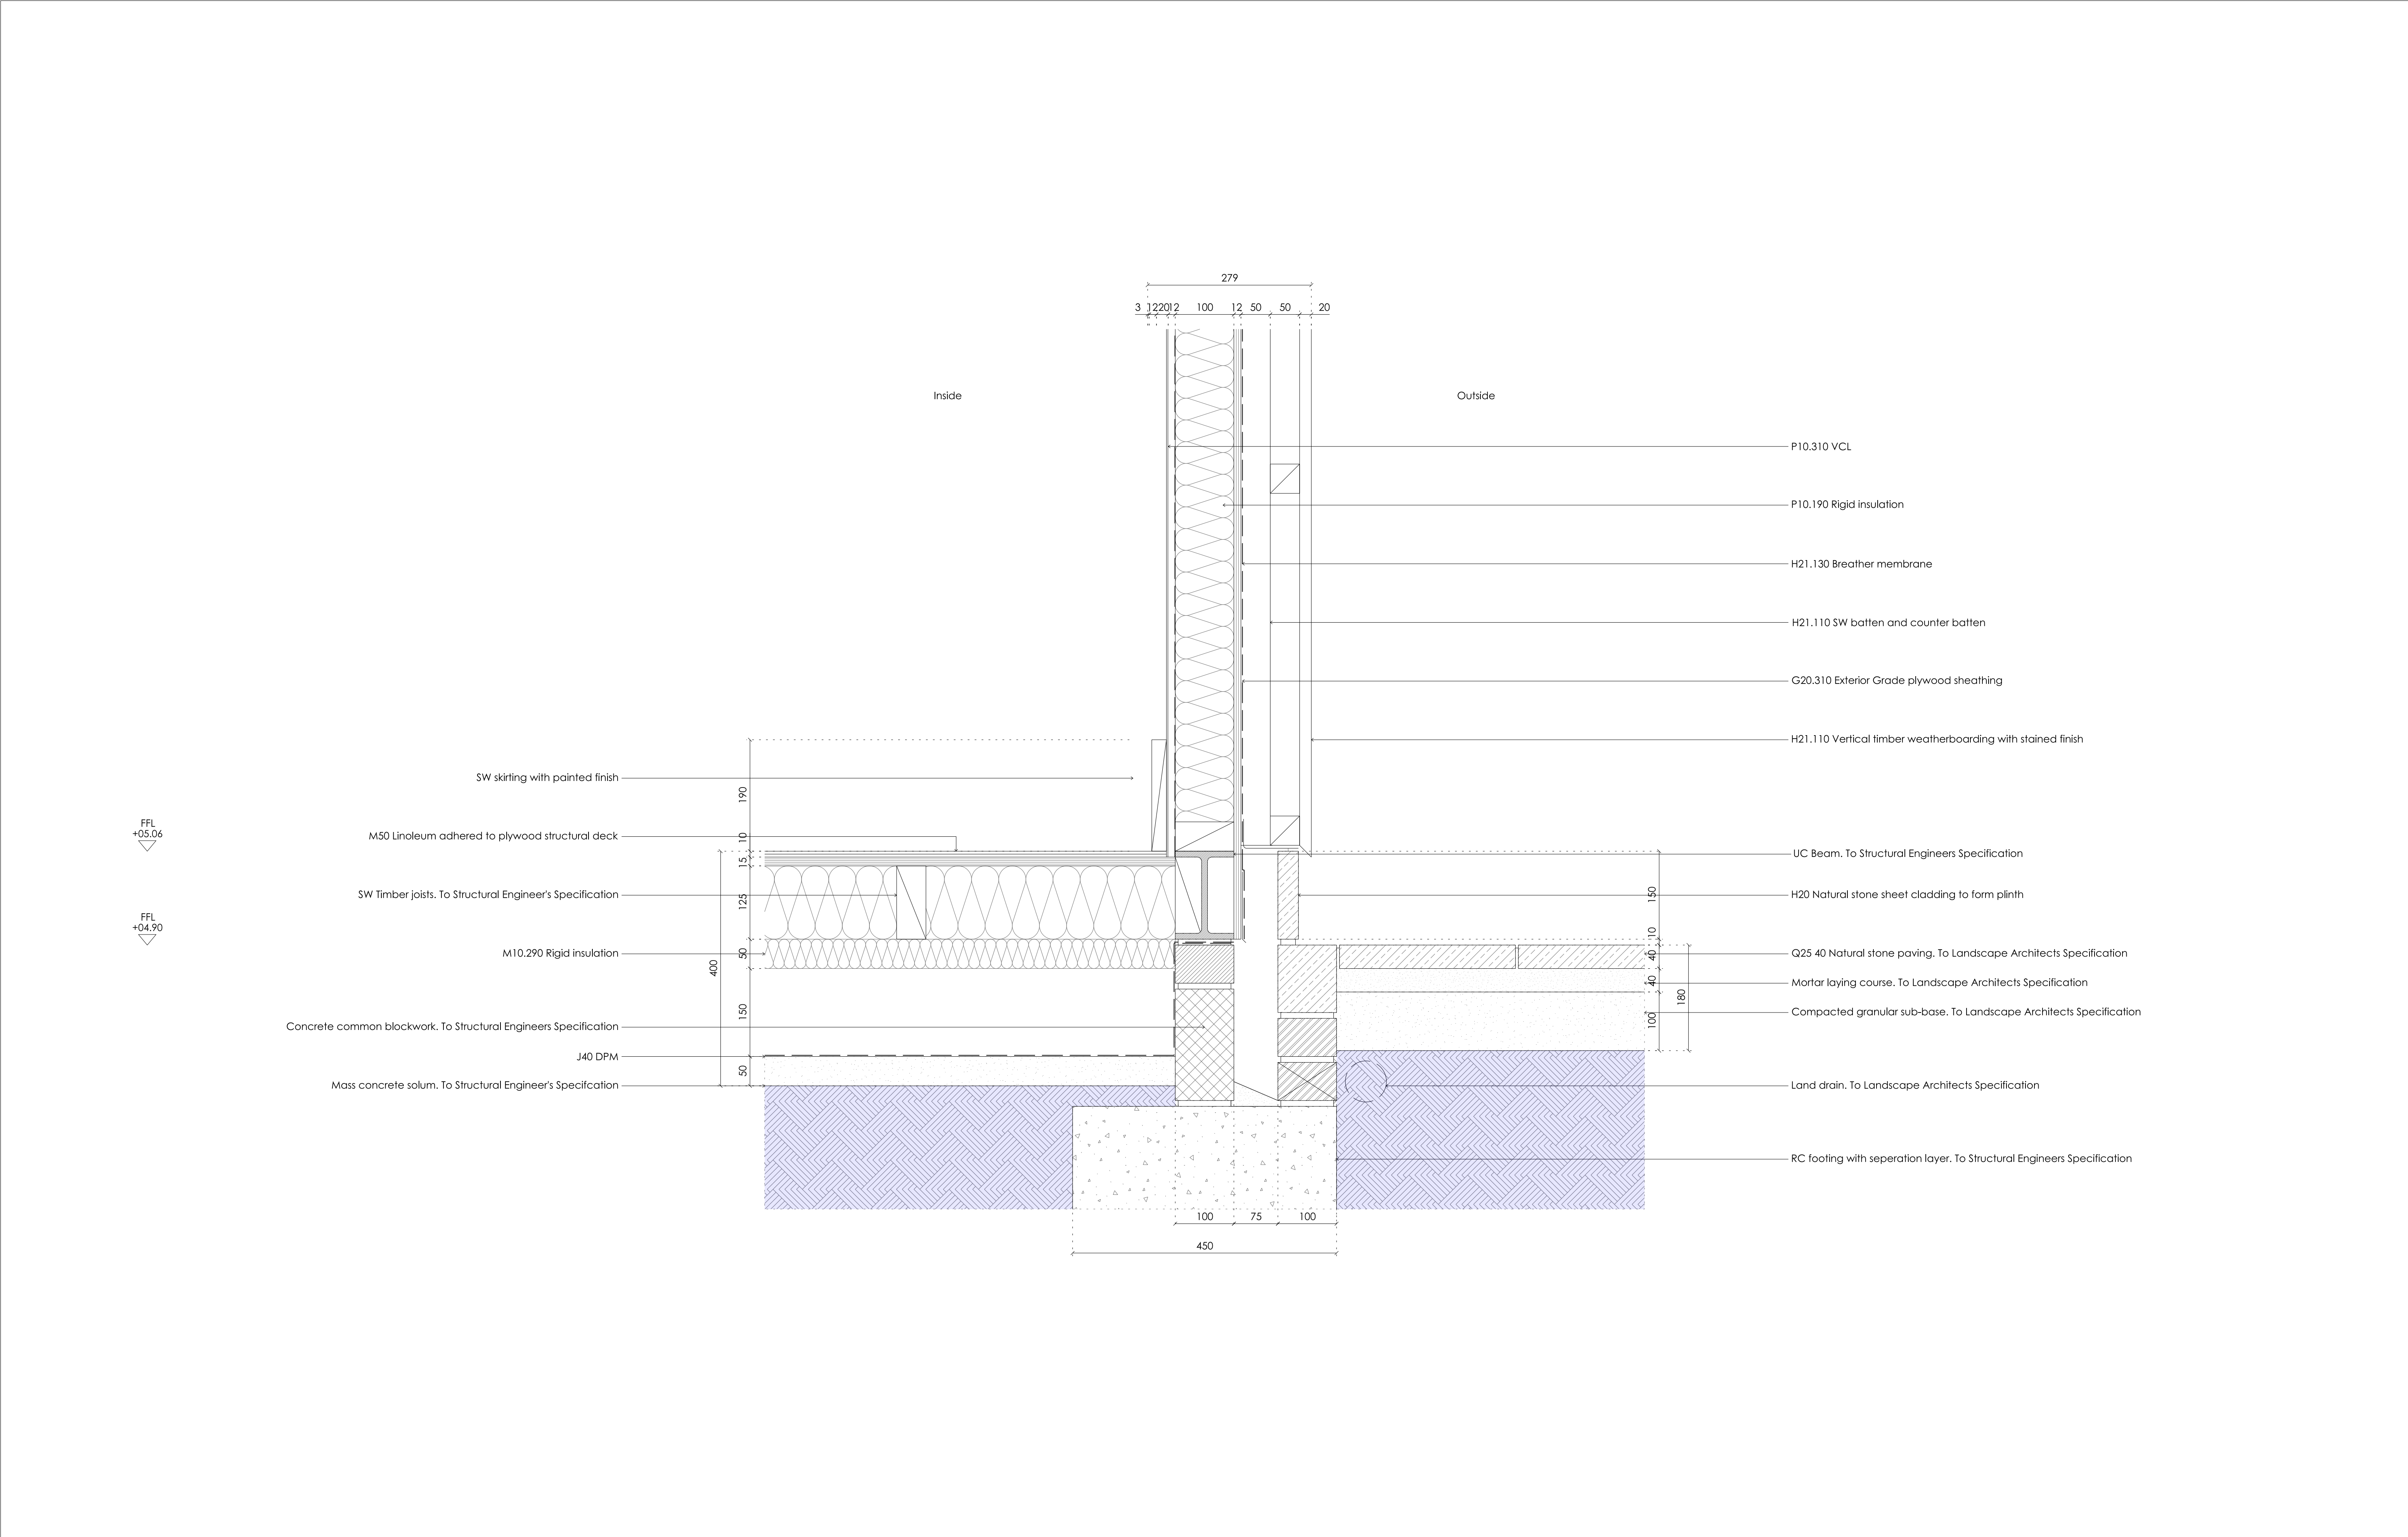 279
3 12 20 12 100 12 50 50 20
Inside
Outside
P10.310 VCL
P10.190 Rigid insulation
H21.130 Breather membrane
H21.110 SW batten and counter batten
G20.310 Exterior Grade plywood sheathing
H21.110 Vertical timber weatherboarding with stained finish
SW skirting with painted finish
190
FFL
+05.06
M50 Linoleum adhered to plywood structural deck
10
15
UC Beam. To Structural Engineers Specification
SW Timber joists. To Structural Engineer's Specification
125
150
H20 Natural stone sheet cladding to form plinth
FFL
+04.90
10
M10.290 Rigid insulation
50
40
Q25 40 Natural stone paving. To Landscape Architects Specification
400
40
Mortar laying course. To Landscape Architects Specification
180
150
100
Compacted granular sub-base. To Landscape Architects Specification
Concrete common blockwork. To Structural Engineers Specification
J40 DPM
50
Mass concrete solum. To Structural Engineer's Specifcation
Land drain. To Landscape Architects Specification
RC footing with seperation layer. To Structural Engineers Specification
100 75 100
450